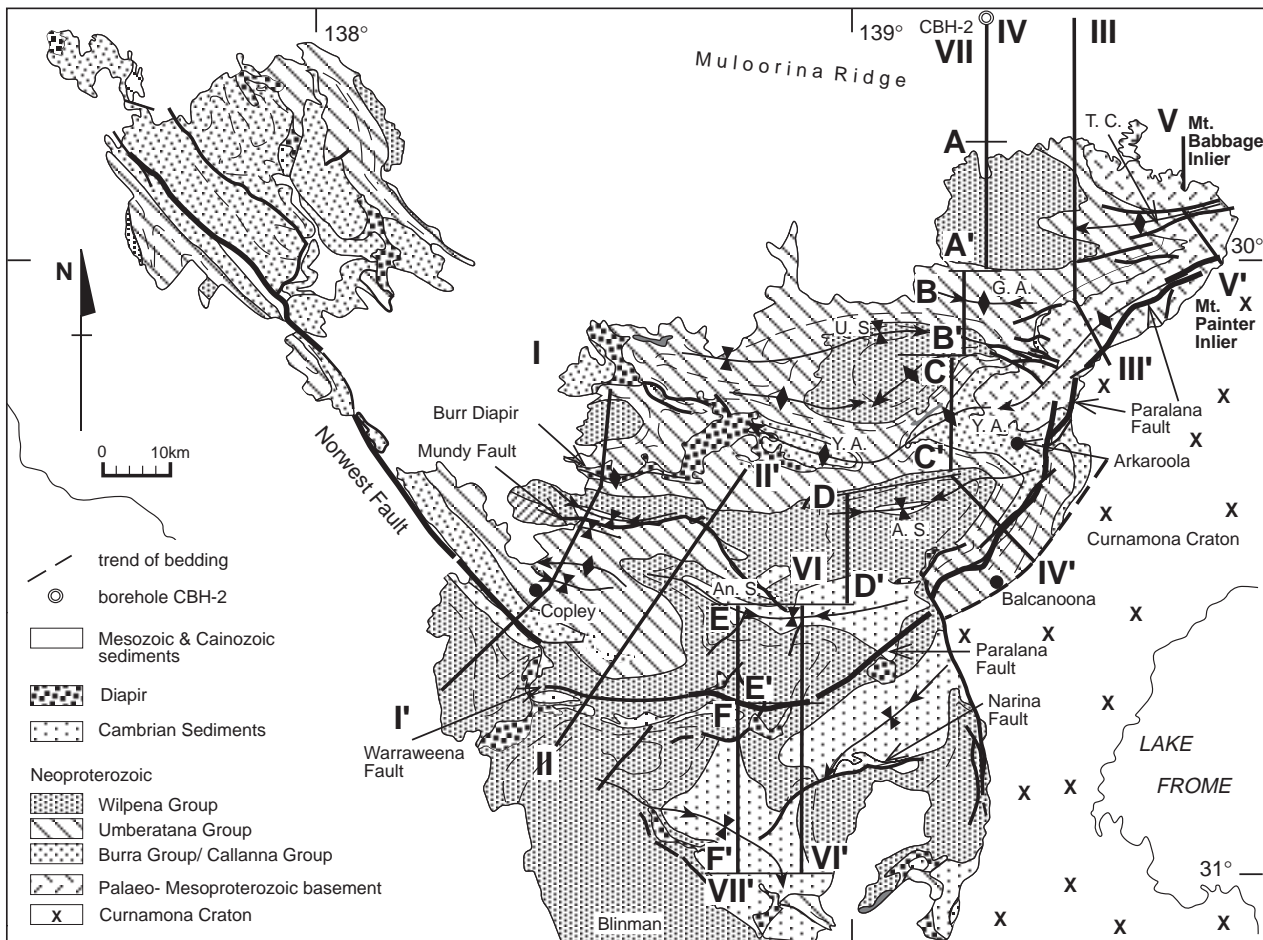 138°
139°
CBH-2
IV
III
VII
Muloorina Ridge
T. C.
V
Mt.
Babbage
Inlier
A
N
30°
A'
B
G. A.
V'
X
Mt.
Painter
Inlier
I
U. S.
B'
C
III'
X
X
Burr Diapir
Mundy Fault
Paralana
Fault
Y. A.
Y. A.
X
Arkaroola
0 10km
Norwest Fault
II'
C'
D
A. S.
X
X
Curnamona Craton
trend of bedding
borehole CBH-2
VI
D'
IV'
An. S.
Balcanoona
Copley
E
X
X
X
Mesozoic & Cainozoic
sediments
Paralana
Fault
Diapir
E'
Narina
Fault
X
Cambrian Sediments
I'
F
Warraweena
Fault
II
LAKE
FROME
Neoproterozoic
Wilpena Group
X
X
Umberatana Group
Burra Group/ Callanna Group
F'
VI'
X
31°
Palaeo- Mesoproterozoic basement
VII'
X
X Curnamona Craton
Blinman
X
X
X